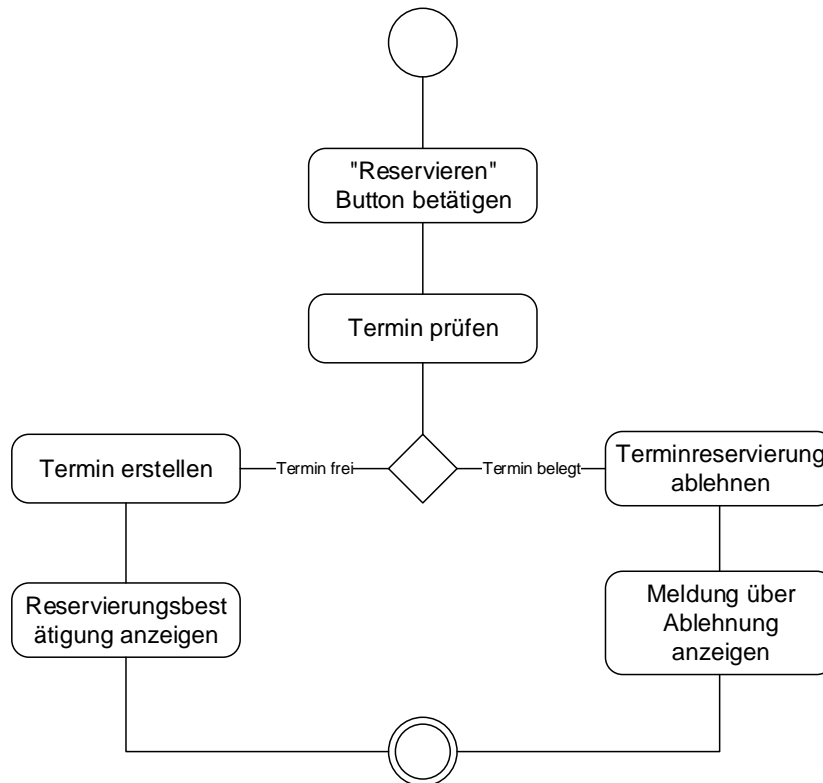 "Reservieren"
Button betätigen
Termin prüfen
Termin erstellen
Termin frei
Termin belegt
Terminreservierung
ablehnen
Reservierungsbest
ätigung anzeigen
Meldung über
Ablehnung
anzeigen